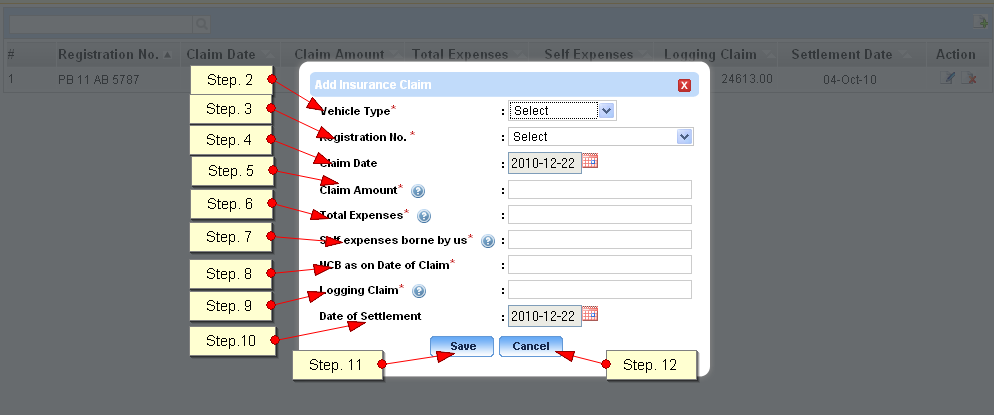 # Registration No. Claim Date Claim Amount Total Expenses Self Expenses Logging Claim Settlement Date Action
1 PB 11 AB 5787 24613.00 04-Oct-10
Add Insurance Claim
Step. 2 Vehicle Type* : Select
Step. 3 Registration No. * : Select
Step. 4 Claim Date : 2010-12-22
Step. 5 Claim Amount* ? :
Step. 6 Total Expenses* ? :
Step. 7 Self expenses borne by us* ? :
Step. 8 NCB as on Date of Claim* :
Step. 9 Logging Claim* ? :
Step.10 Date of Settlement : 2010-12-22
Save Cancel
Step. 11 Step. 12